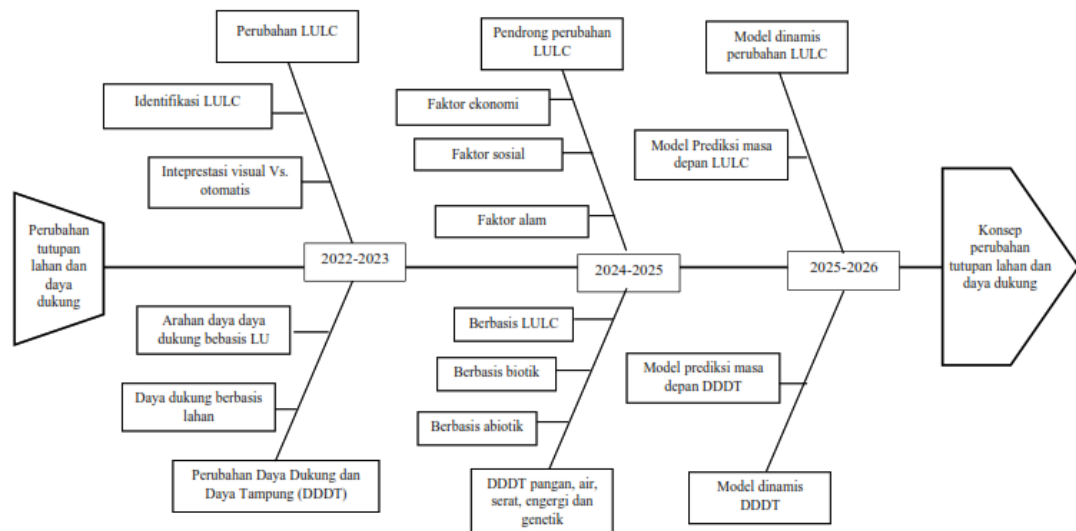 Perubahan LULC
Identifikasi LULC
Inteprestasi visual Vs.
otomatis
Pendrong perubahan
LULC
Faktor ekonomi
Faktor sosial
Faktor alam
Model dinamis
perubahan LULC
Model Prediksi masa
depan LULC
Perubahan
tutupan
lahan dan
daya
dukung
2022-2023
2024-2025
2025-2026
Konsep
perubahan
tutupan lahan dan
daya dukung
Arahan daya daya
dukung bebasis LU
Daya dukung berbasis
lahan
Perubahan Daya Dukung dan
Daya Tampung (DDDT)
Berbasis LULC
Berbasis biotik
Berbasis abiotik
DDDT pangan, air,
serat, engergi dan
genetik
Model prediksi masa
depan DDDT
Model dinamis
DDDT